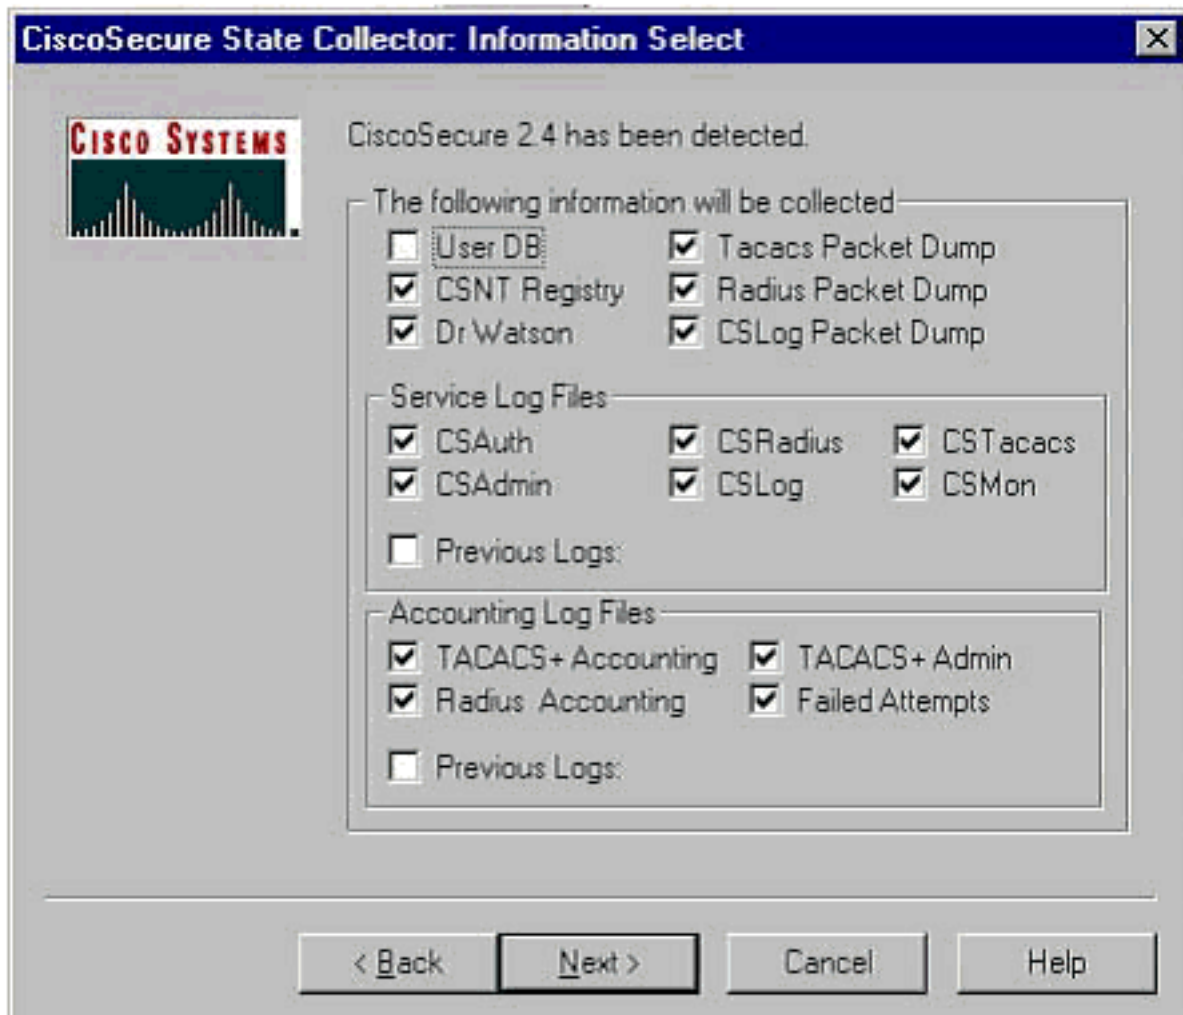 CiscoSecure State Collector: Information Select
CISCO SYSTEMS
CiscoSecure 2.4 has been detected.
The following information will be collected
User DB Tacacs Packet Dump
CSNT Registry Radius Packet Dump
Dr Watson CSLog Packet Dump
Service Log Files
CSAuth CSRadius CSTacacs
CSAdmin CSLog CSMon
Previous Logs:
Accounting Log Files
TACACS+ Accounting TACACS+ Admin
Radius Accounting Failed Attempts
Previous Logs:
< Back Next > Cancel Help